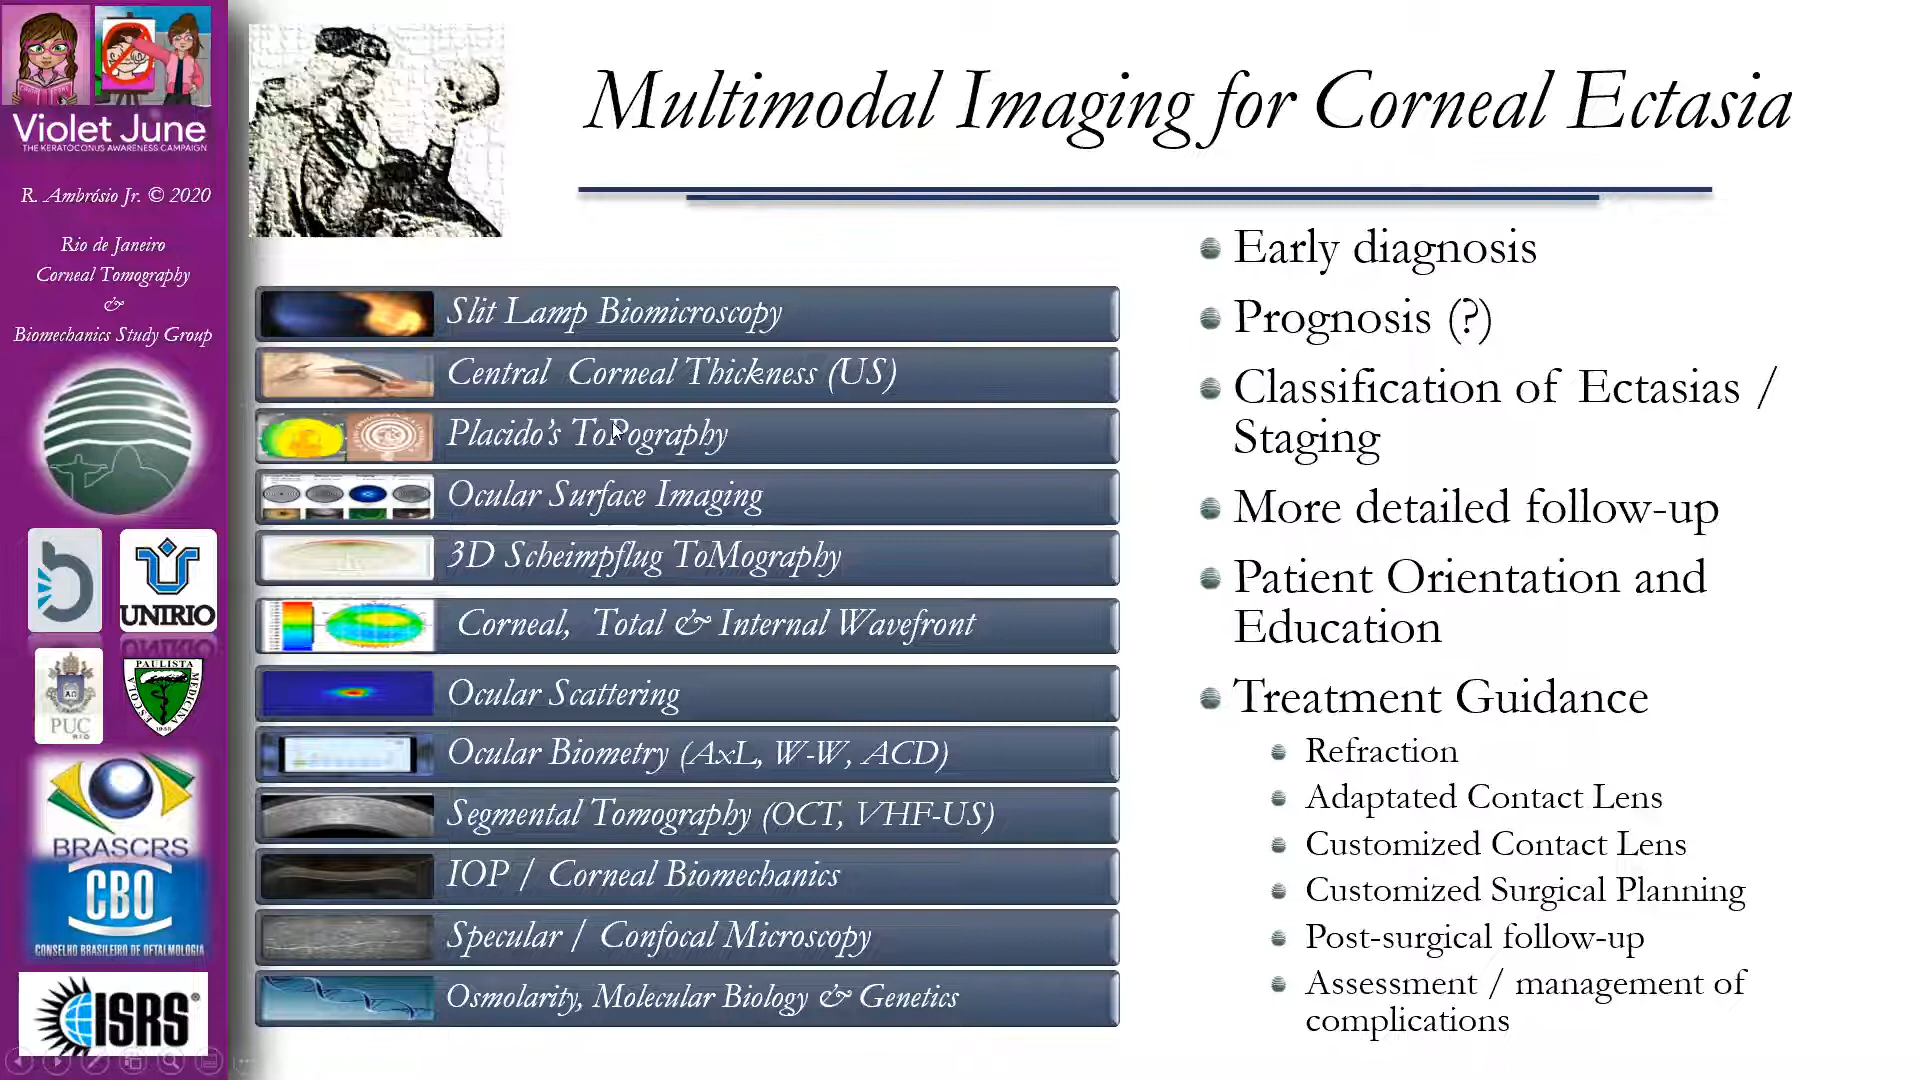 Violet June
THE KERATOCONUS AWARENESS CAMPAIGN
R. Ambrósio Jr. © 2020
Rio de Janeiro
Corneal Tomography
&
Biomechanics Study Group
UNIRIO
PUC
RIO
PAULISTA
ESCOLA
MEDICINA
BRASCRS
CBO
CONSELHO BRASILEIRO DE OFTALMOLOGIA
ISRS®
Multimodal Imaging for Corneal Ectasia
Slit Lamp Biomicroscopy
Central Corneal Thickness (US)
Placido's ToPography
Ocular Surface Imaging
3D Scheimpflug ToMography
Corneal, Total & Internal Wavefront
Ocular Scattering
Ocular Biometry (AxL, W-W, ACD)
Segmental Tomography (OCT, VHF-US)
IOP / Corneal Biomechanics
Specular / Confocal Microscopy
Osmolarity, Molecular Biology & Genetics
Early diagnosis
Prognosis (?)
Classification of Ectasias /
Staging
More detailed follow-up
Patient Orientation and
Education
Treatment Guidance
Refraction
Adaptated Contact Lens
Customized Contact Lens
Customized Surgical Planning
Post-surgical follow-up
Assessment / management of
complications